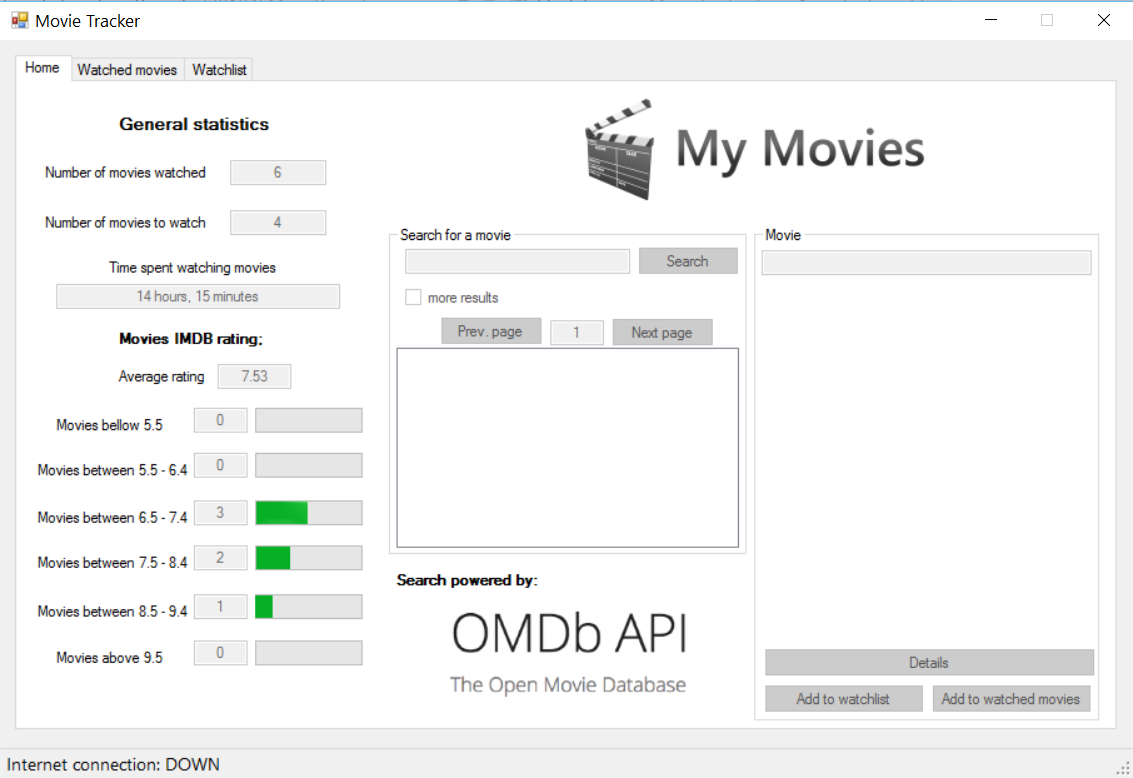 Movie Tracker
Home Watched movies Watchlist
General statistics
Number of movies watched 6
Number of movies to watch 4
Time spent watching movies
14 hours, 15 minutes
Movies IMDB rating:
Average rating 7.53
Movies bellow 5.5 0
Movies between 5.5 - 6.4 0
Movies between 6.5 - 7.4 3
Movies between 7.5 - 8.4 2
Movies between 8.5 - 9.4 1
Movies above 9.5 0
My Movies
Search for a movie
Search
more results
Prev. page 1 Next page
Search powered by:
OMDb API
The Open Movie Database
Movie
Details
Add to watchlist Add to watched movies
Internet connection: DOWN